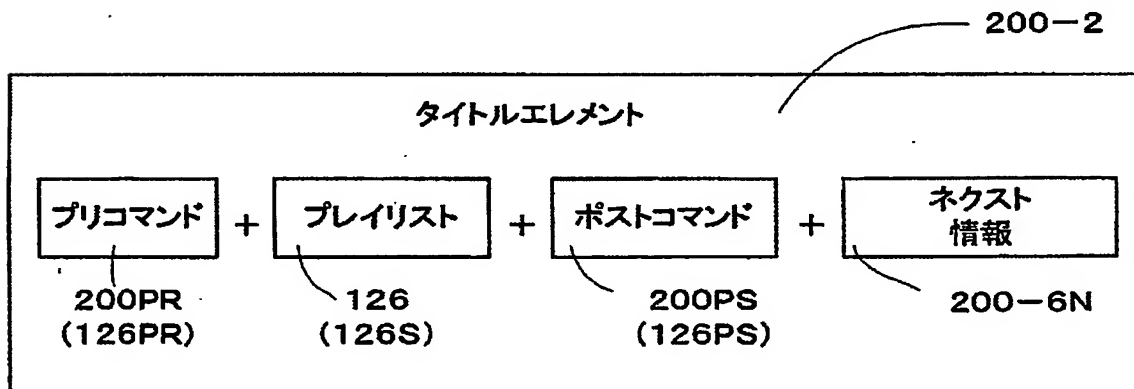 200−2
タイトルエレメント
プリコマンド + プレイリスト + ポストコマンド + ネクスト
情報
200PR 126 200PS 200−6N
(126PR) (126S) (126PS)